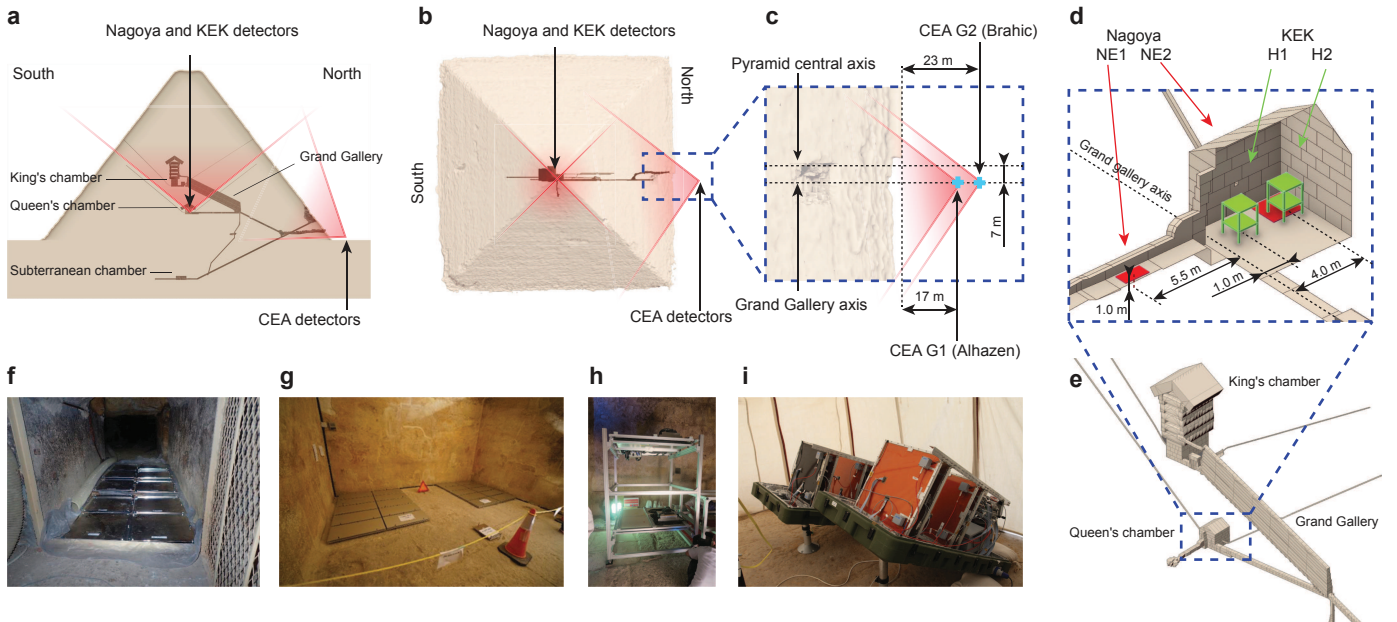 a
Nagoya and KEK detectors
South
North
Grand Gallery
King's chamber
Queen's chamber
Subterranean chamber
CEA detectors
b
Nagoya and KEK detectors
North
South
CEA detectors
c
CEA G2 (Brahic)
23 m
Pyramid central axis
7 m
Grand Gallery axis
17 m
CEA G1 (Alhazen)
d
Nagoya
NE1 NE2
KEK
H1 H2
Grand gallery axis
5.5 m
1.0 m
4.0 m
1.0 m
e
King's chamber
Grand Gallery
Queen's chamber
f
g
h
i